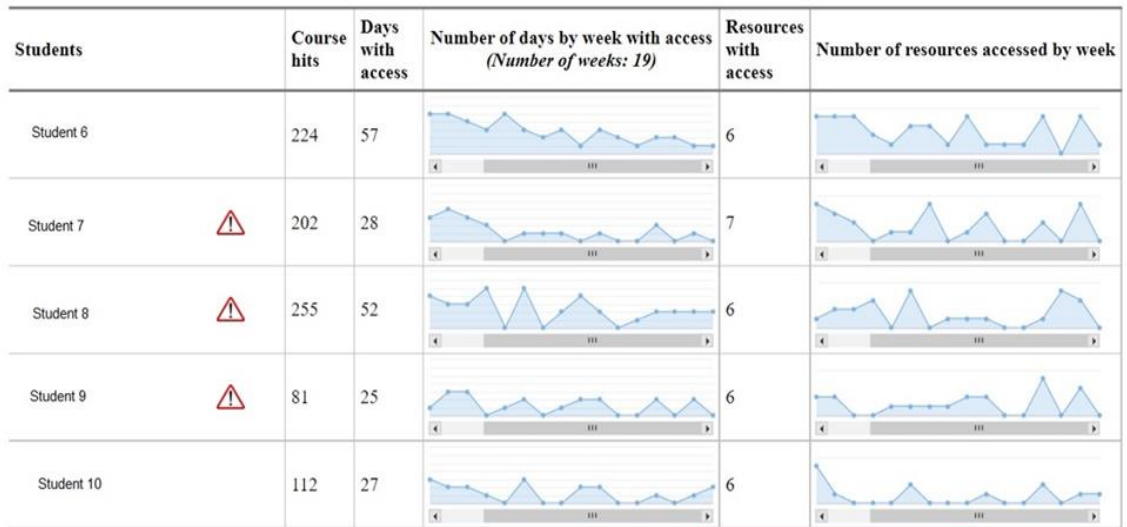 Students
Course hits
Days with access
Number of days by week with access
(Number of weeks: 19)
Resources with access
Number of resources accessed by week
Student 6
224
57
6
Student 7
202
28
7
Student 8
255
52
6
Student 9
81
25
6
Student 10
112
27
6